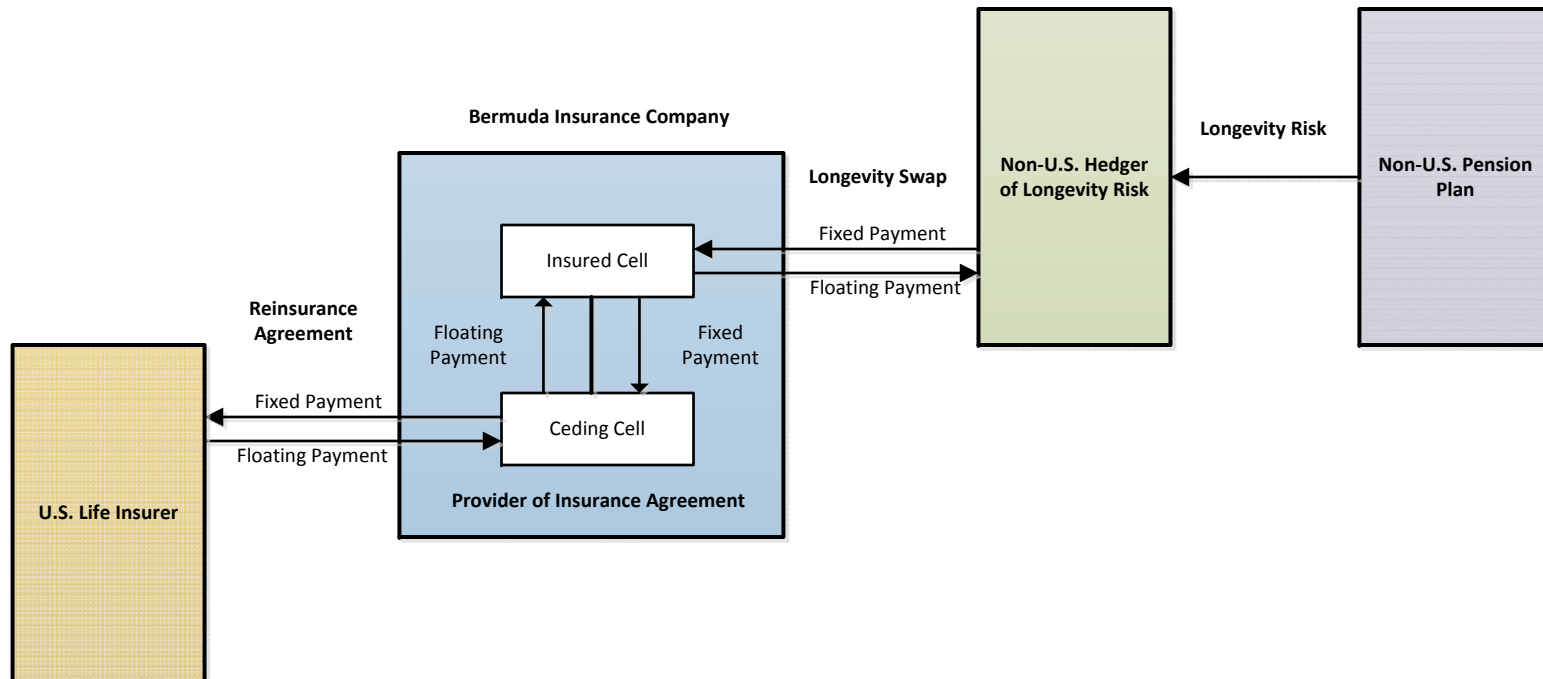 Bermuda Insurance Company
Longevity Risk
Non-U.S. Hedger
of Longevity Risk
Non-U.S. Pension
Plan
Longevity Swap
Fixed Payment
Floating Payment
Insured Cell
Floating
Payment
Fixed
Payment
Ceding Cell
Provider of Insurance Agreement
Reinsurance
Agreement
Fixed Payment
Floating Payment
U.S. Life Insurer